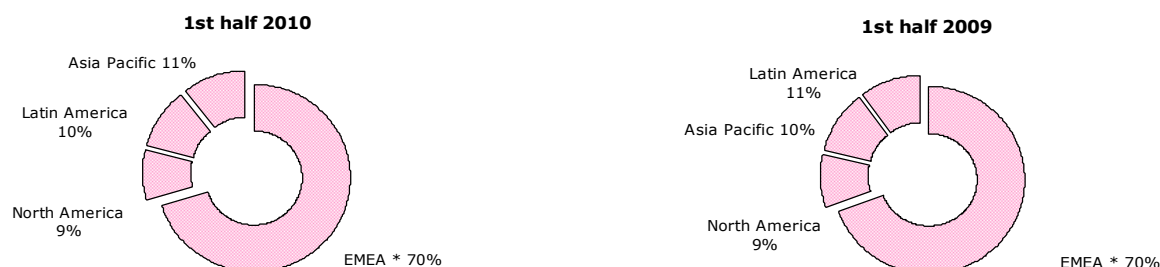 1st half 2010
Asia Pacific 11%
Latin America
10%
North America
9%
EMEA * 70%
1st half 2009
Latin America
11%
Asia Pacific 10%
North America
9%
EMEA * 70%